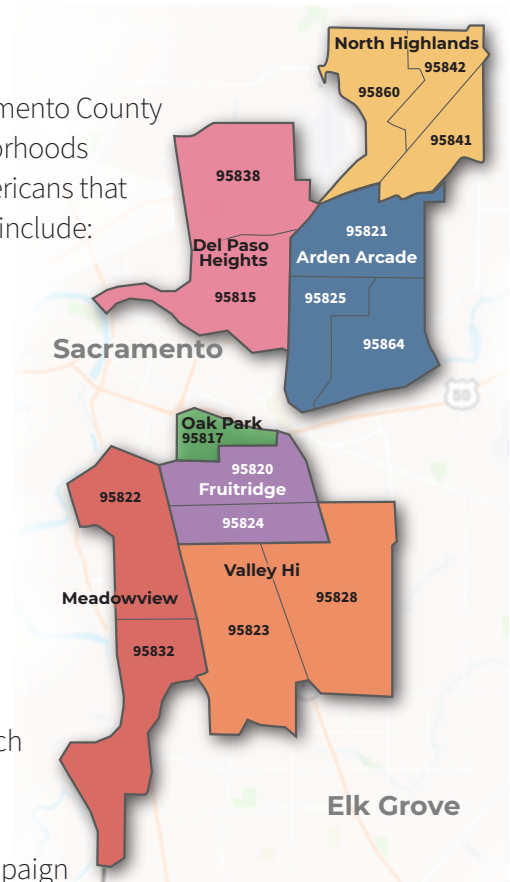 North Highlands
95842
95860
95841
amento County
orhoods
ericans that
include:
95838
95821
Del Paso
Heights
Arden Arcade
95815
95825
95864
Sacramento
50
Oak Park
95817
95820
Fruitridge
95822
95824
Valley Hi
Meadowview
95828
95823
95832
ch
Elk Grove
paign